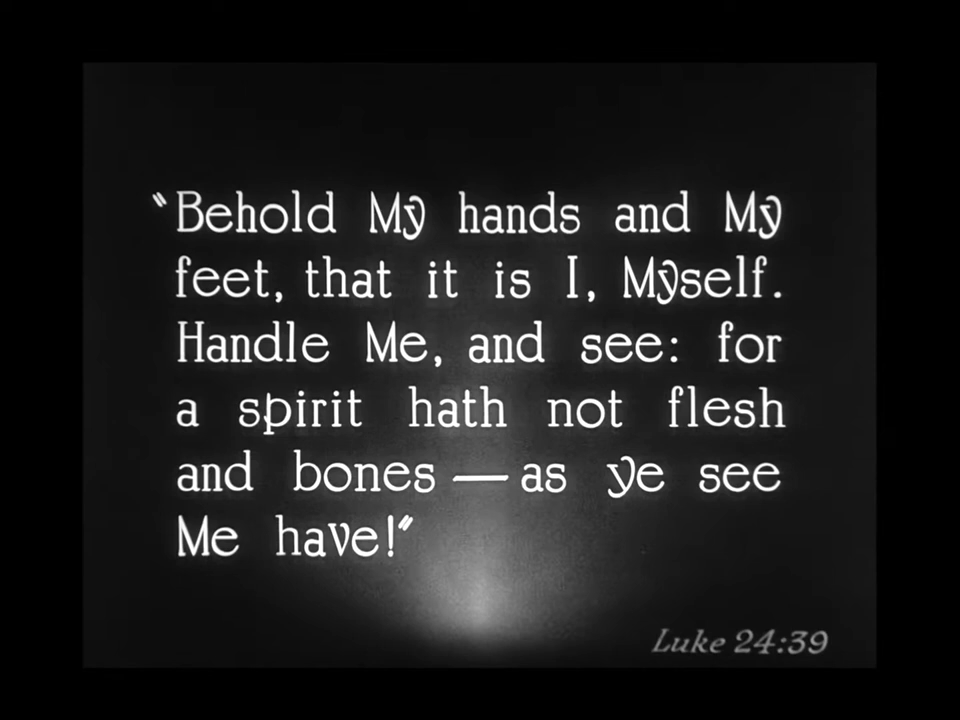 "Behold My hands and My
feet, that it is I, Myself.
Handle Me, and see: for
a spirit hath not flesh
and bones — as ye see
Me have!"
Luke 24:39